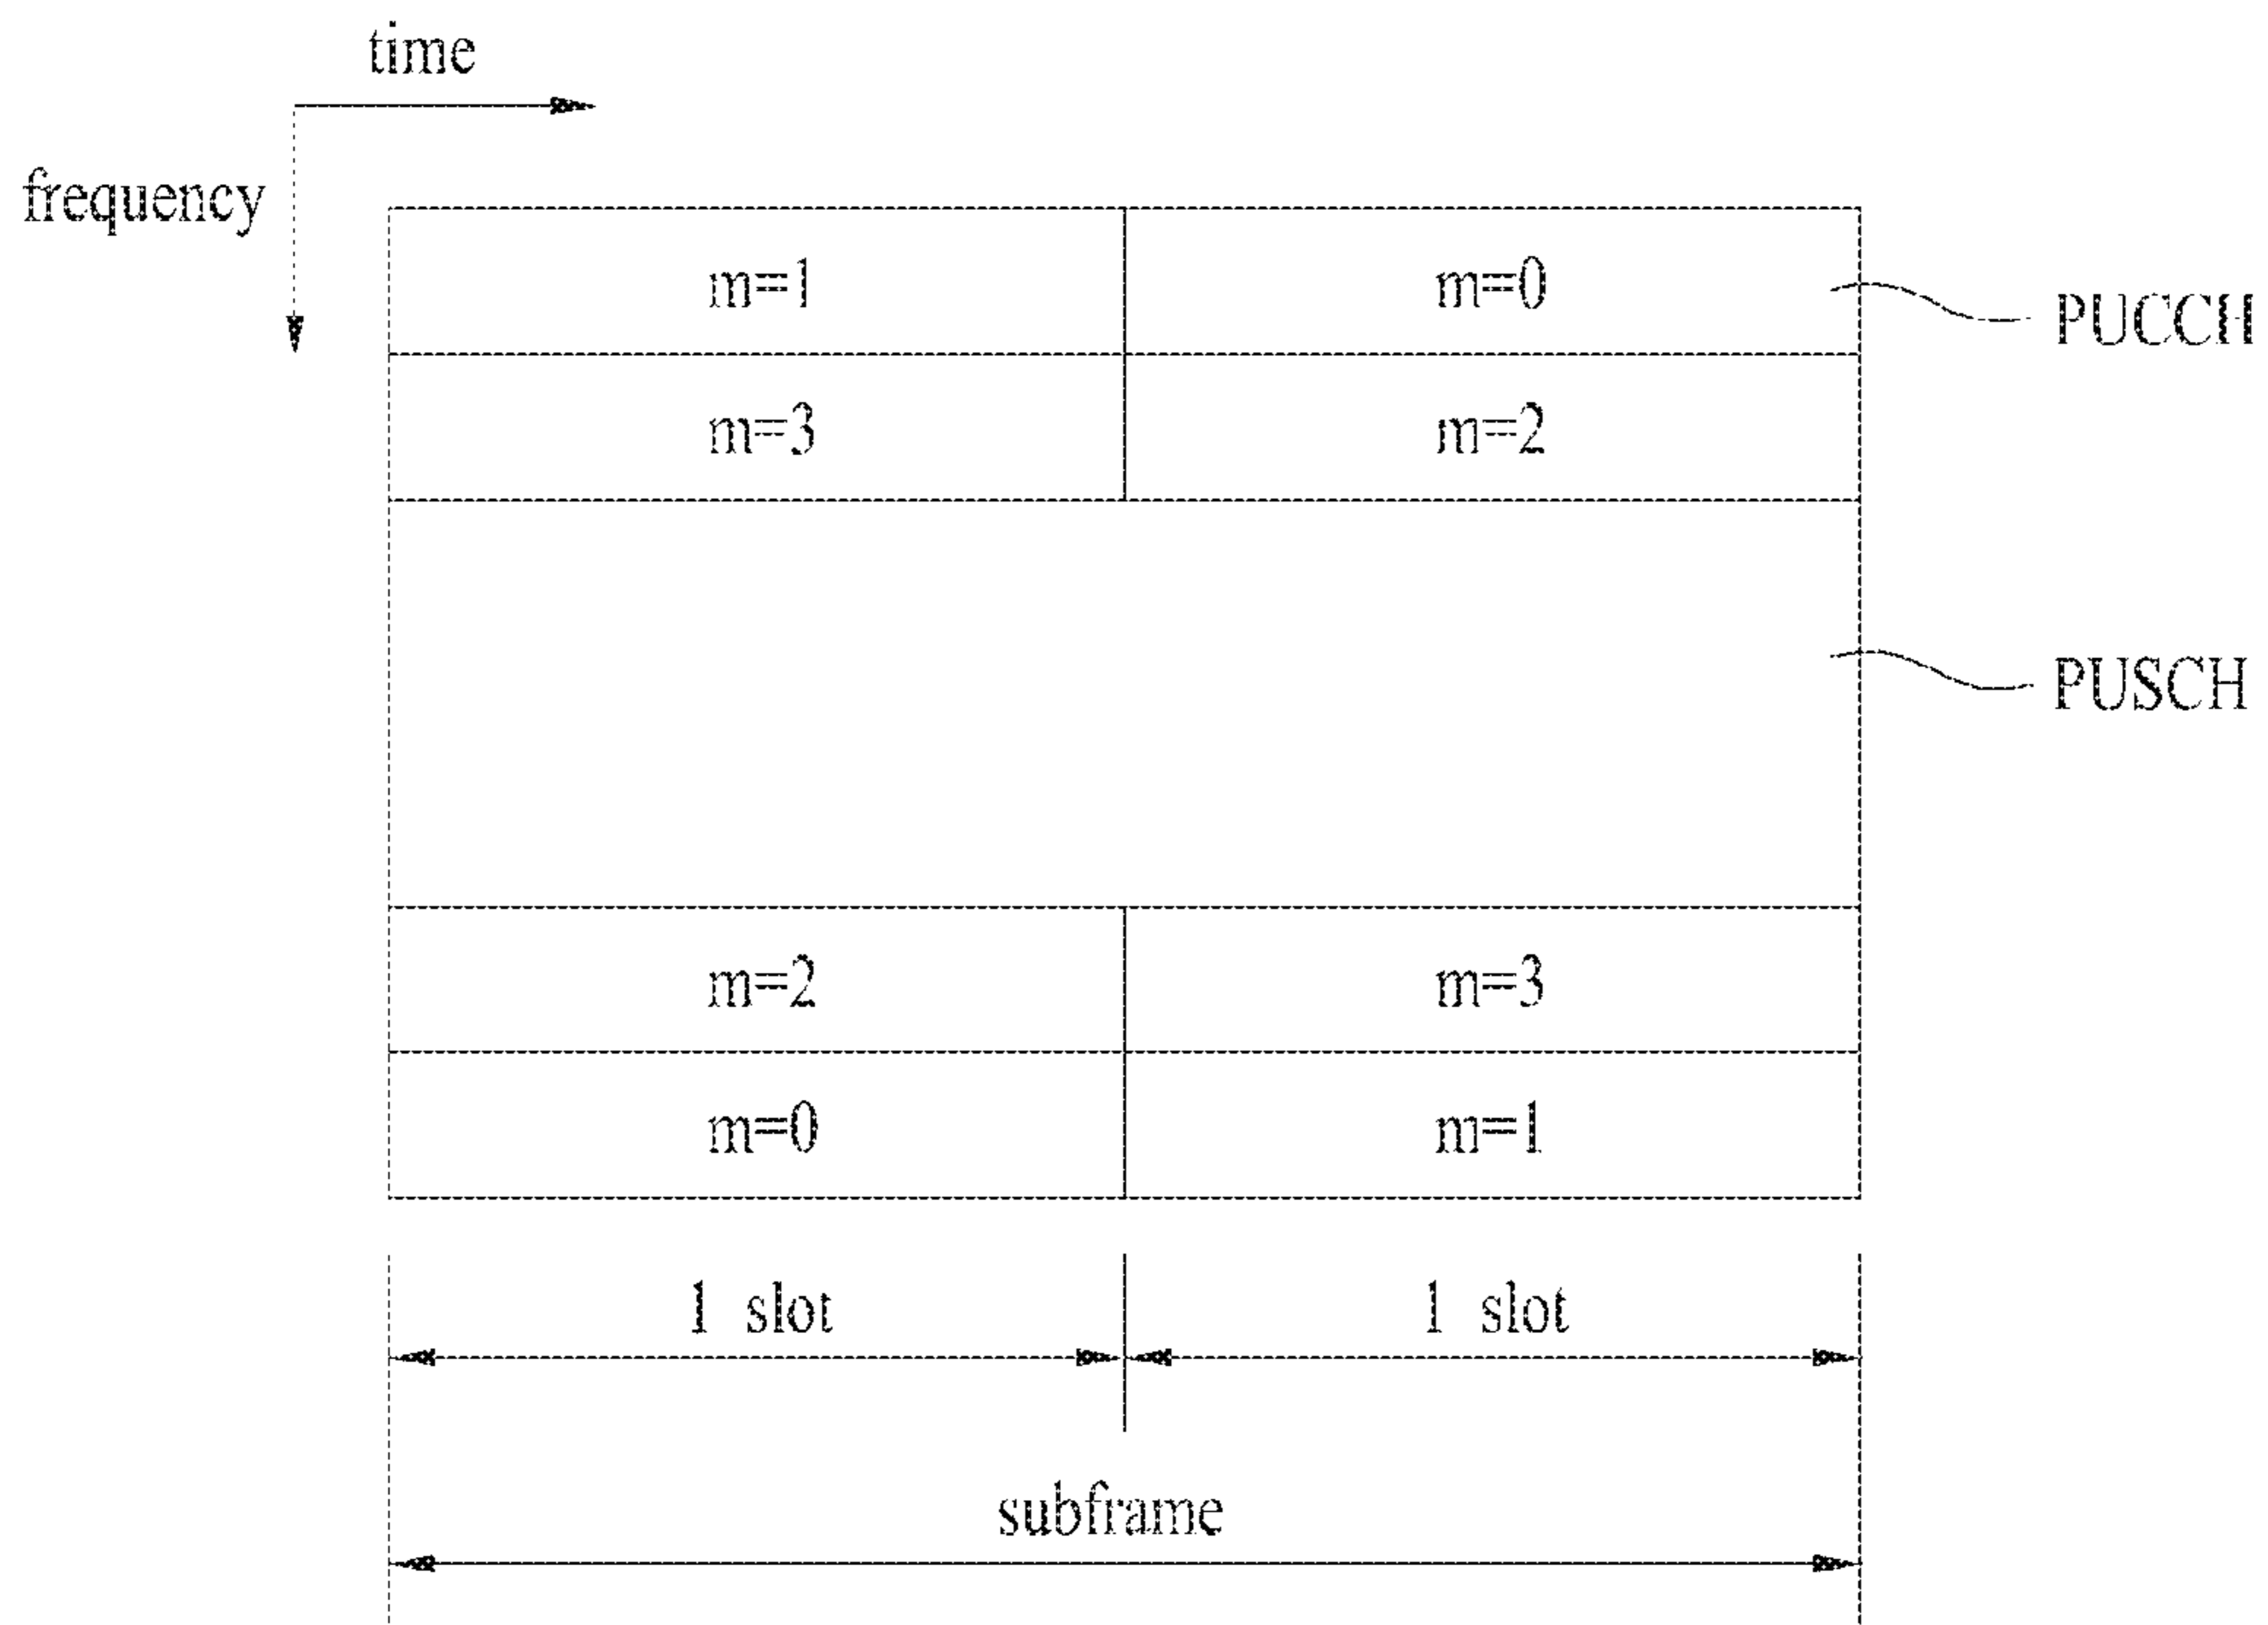 time
frequency
m=1 m=0
PUCCH
m=3 m=2
PUSCH
m=2 m=3
m=0 m=1
1 slot 1 slot
subframe